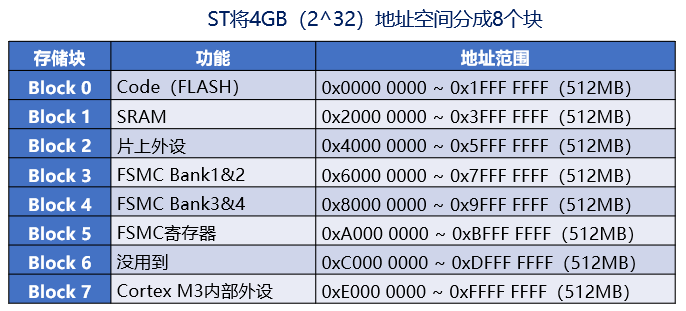 ST将4GB（2^32）地址空间分成8个块
存储块 功能 地址范围
Block 0 Code（FLASH） 0x0000 0000 ~ 0x1FFF FFFF（512MB）
Block 1 SRAM 0x2000 0000 ~ 0x3FFF FFFF（512MB）
Block 2 片上外设 0x4000 0000 ~ 0x5FFF FFFF（512MB）
Block 3 FSMC Bank1&2 0x6000 0000 ~ 0x7FFF FFFF（512MB）
Block 4 FSMC Bank3&4 0x8000 0000 ~ 0x9FFF FFFF（512MB）
Block 5 FSMC寄存器 0xA000 0000 ~ 0xBFFF FFFF（512MB）
Block 6 没用到 0xC000 0000 ~ 0xDFFF FFFF（512MB）
Block 7 Cortex M3内部外设 0xE000 0000 ~ 0xFFFF FFFF（512MB）